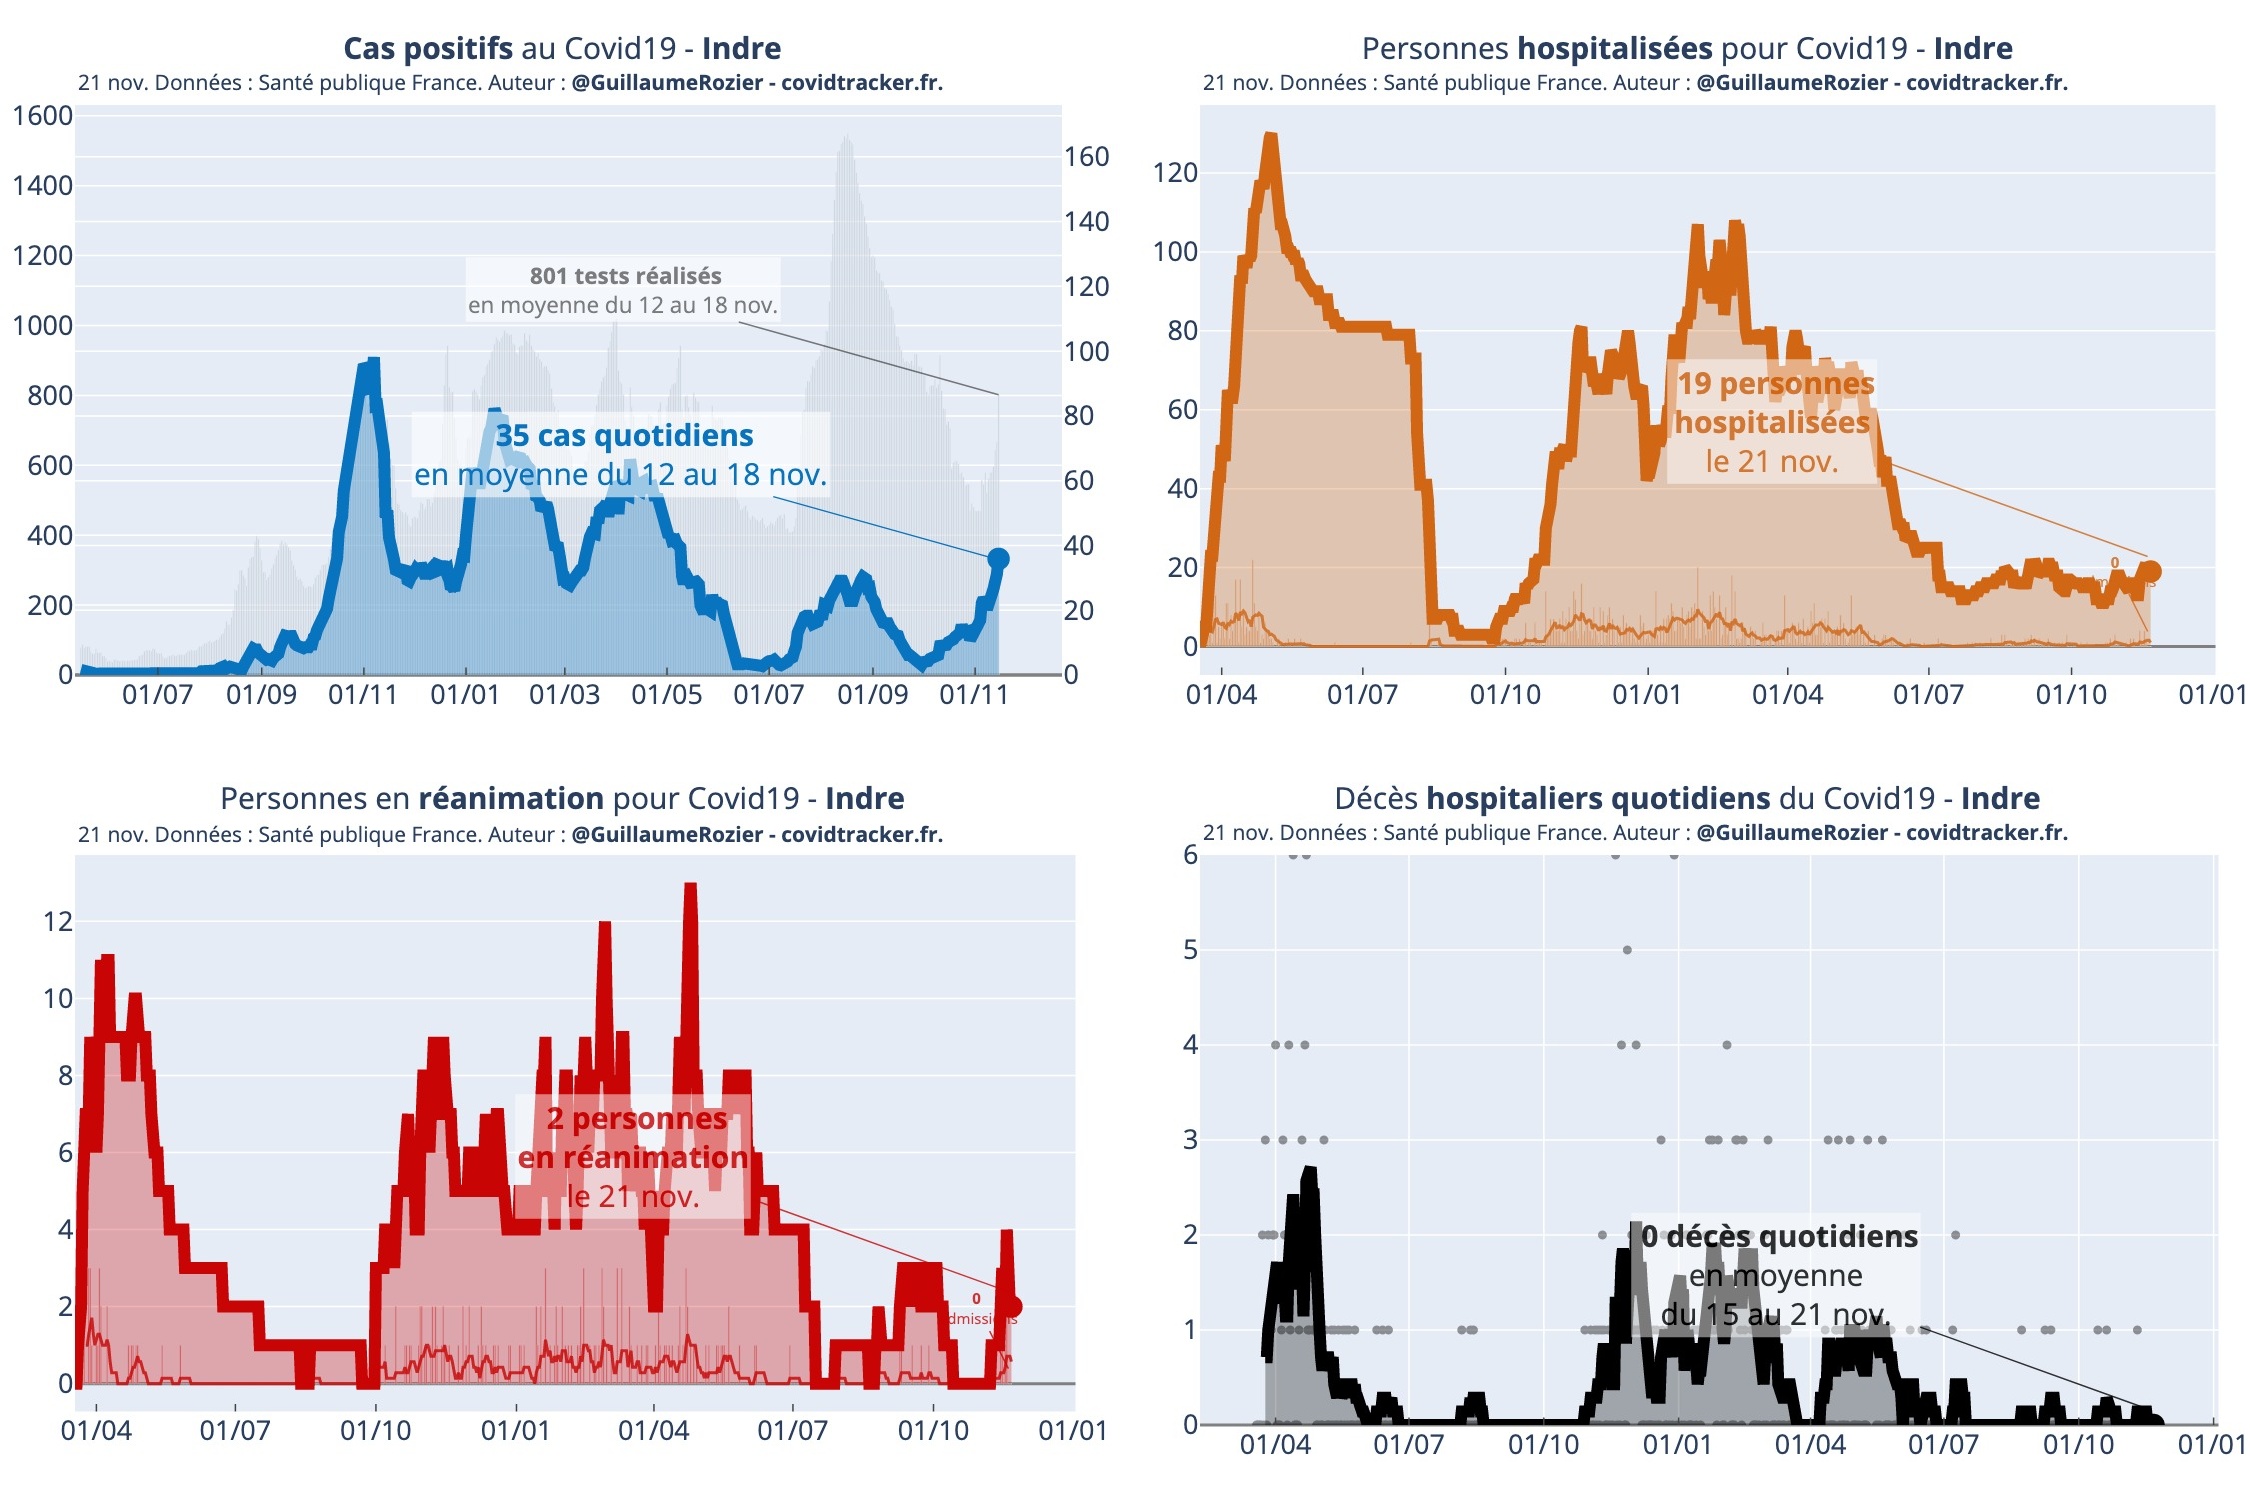 Cas positifs au Covid19 - Indre
21 nov. Données : Santé publique France. Auteur : @GuillaumeRozier - covidtracker.fr.
1600
1400
1200
1000
800
600
400
200
0
160
140
120
100
80
60
40
20
0
801 tests réalisés
en moyenne du 12 au 18 nov.
35 cas quotidiens
en moyenne du 12 au 18 nov.
01/07 01/09 01/11 01/01 01/03 01/05 01/07 01/09 01/11
Personnes hospitalisées pour Covid19 - Indre
21 nov. Données : Santé publique France. Auteur : @GuillaumeRozier - covidtracker.fr.
120
100
80
60
40
20
0
19 personnes
hospitalisées
le 21 nov.
0
01/04 01/07 01/10 01/01 01/04 01/07 01/10 01/01
Personnes en réanimation pour Covid19 - Indre
21 nov. Données : Santé publique France. Auteur : @GuillaumeRozier - covidtracker.fr.
12
10
8
6
4
2
0
2 personnes
en réanimation
le 21 nov.
0
01/04 01/07 01/10 01/01 01/04 01/07 01/10 01/01
Décès hospitaliers quotidiens du Covid19 - Indre
21 nov. Données : Santé publique France. Auteur : @GuillaumeRozier - covidtracker.fr.
6
5
4
3
2
1
0
0 décès quotidiens
en moyenne
du 15 au 21 nov.
01/04 01/07 01/10 01/01 01/04 01/07 01/10 01/01